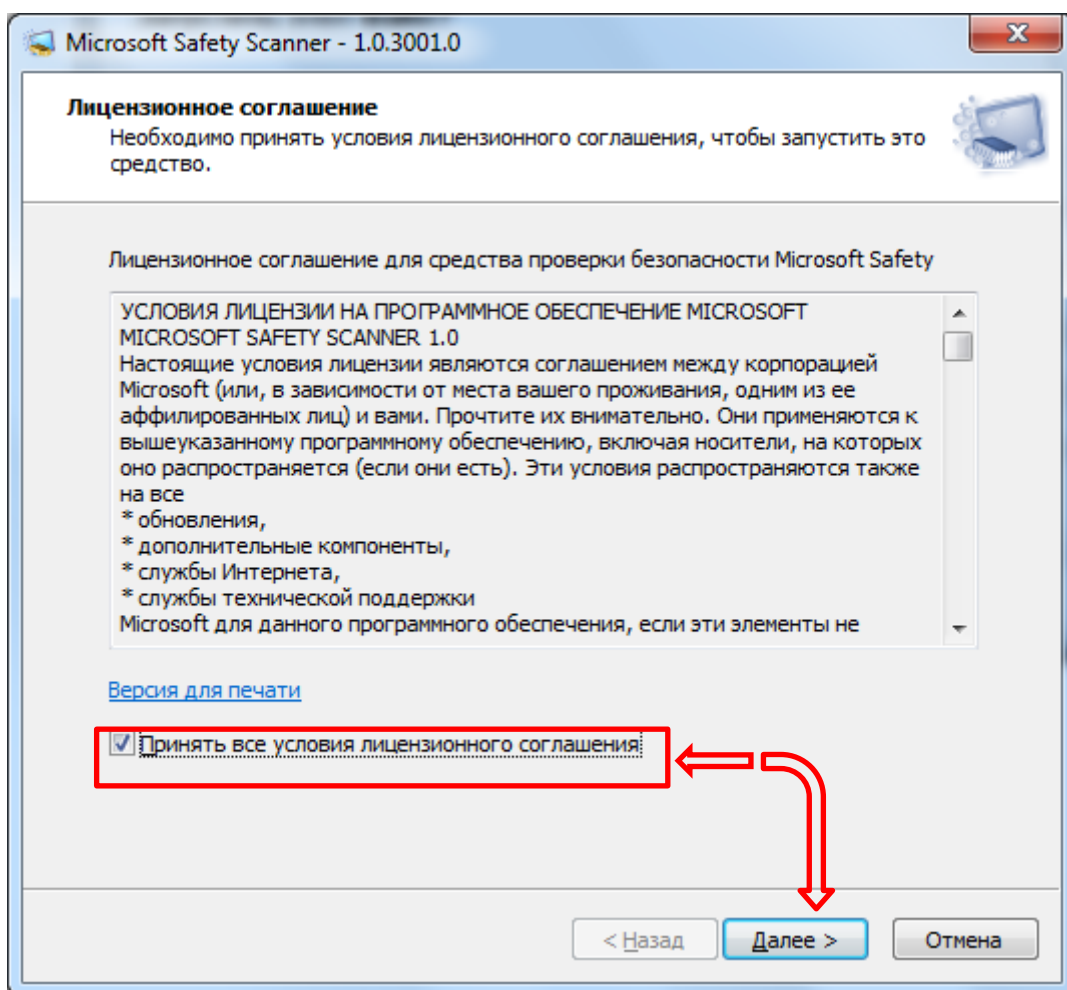 Microsoft Safety Scanner - 1.0.3001.0
Лицензионное соглашение
Необходимо принять условия лицензионного соглашения, чтобы запустить это
средство.
Лицензионное соглашение для средства проверки безопасности Microsoft Safety
УСЛОВИЯ ЛИЦЕНЗИИ НА ПРОГРАММНОЕ ОБЕСПЕЧЕНИЕ MICROSOFT
MICROSOFT SAFETY SCANNER 1.0
Настоящие условия лицензии являются соглашением между корпорацией
Microsoft (или, в зависимости от места вашего проживания, одним из ее
аффилированных лиц) и вами. Прочтите их внимательно. Они применяются к
вышеуказанному программному обеспечению, включая носители, на которых
оно распространяется (если они есть). Эти условия распространяются также
на все
* обновления,
* дополнительные компоненты,
* службы Интернета,
* службы технической поддержки
Microsoft для данного программного обеспечения, если эти элементы не
Версия для печати
Принять все условия лицензионного соглашения
< Назад Далее > Отмена